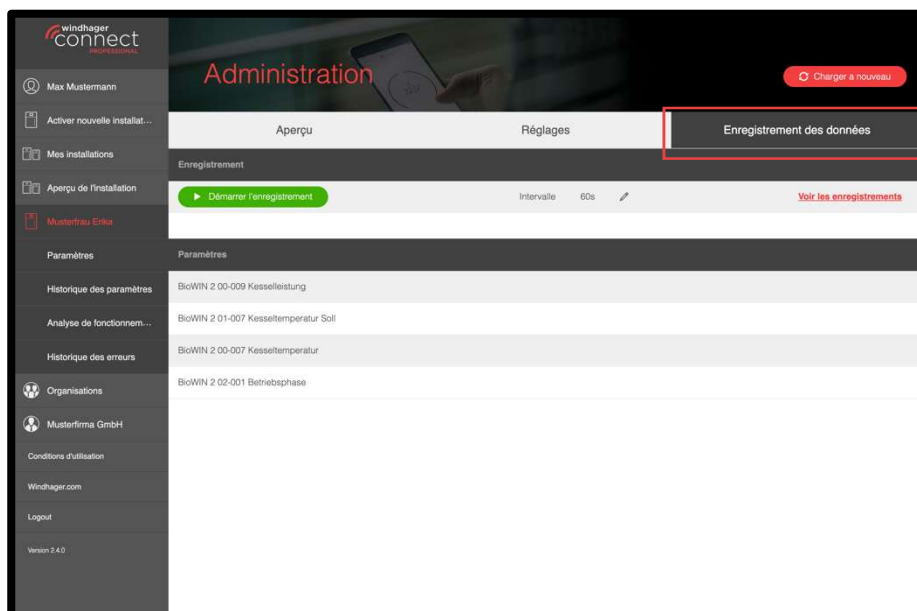 windhager
connect
PROFESSIONAL
Max Mustermann
Activer nouvelle installat...
Mes installations
Aperçu de l'installation
Musterfrau Erika
Paramètres
Historique des paramètres
Analyse de fonctionnem...
Historique des erreurs
Organisations
Musterfirma GmbH
Conditions d'utilisation
Windhager.com
Logout
Version 2.4.0
Administration
Charger a nouveau
Aperçu
Réglages
Enregistrement des données
Enregistrement
Démarrer l'enregistrement
Intervalle 60s
Voir les enregistrements
Paramètres
BioWIN 2 00-009 Kesselleistung
BioWIN 2 01-007 Kesseltemperatur Soll
BioWIN 2 00-007 Kesseltemperatur
BioWIN 2 02-001 Betriebsphase